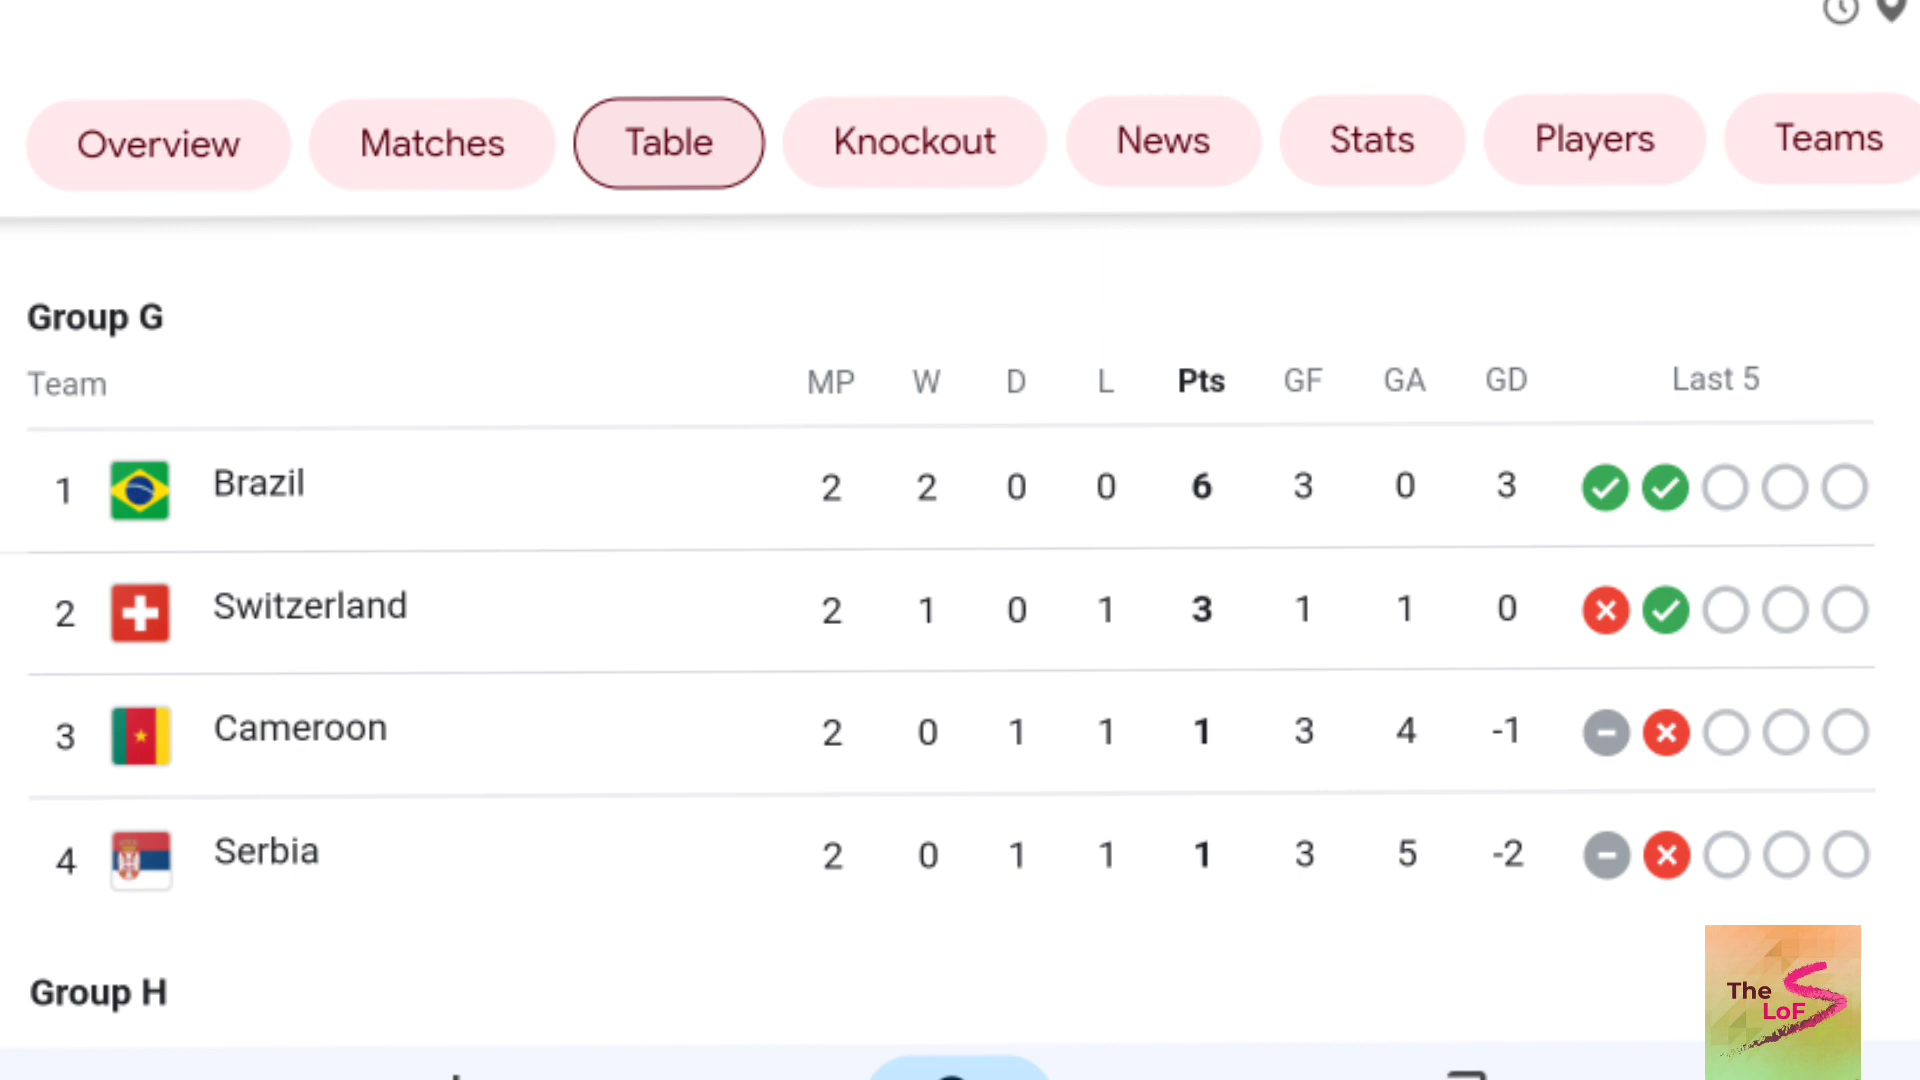 Overview Matches Table Knockout News Stats Players Teams
Group G
Team MP W D L Pts GF GA GD Last 5
1 Brazil 2 2 0 0 6 3 0 3
2 Switzerland 2 1 0 1 3 1 1 0
3 Cameroon 2 0 1 1 1 3 4 -1
4 Serbia 2 0 1 1 1 3 5 -2
Group H
The S
LoF